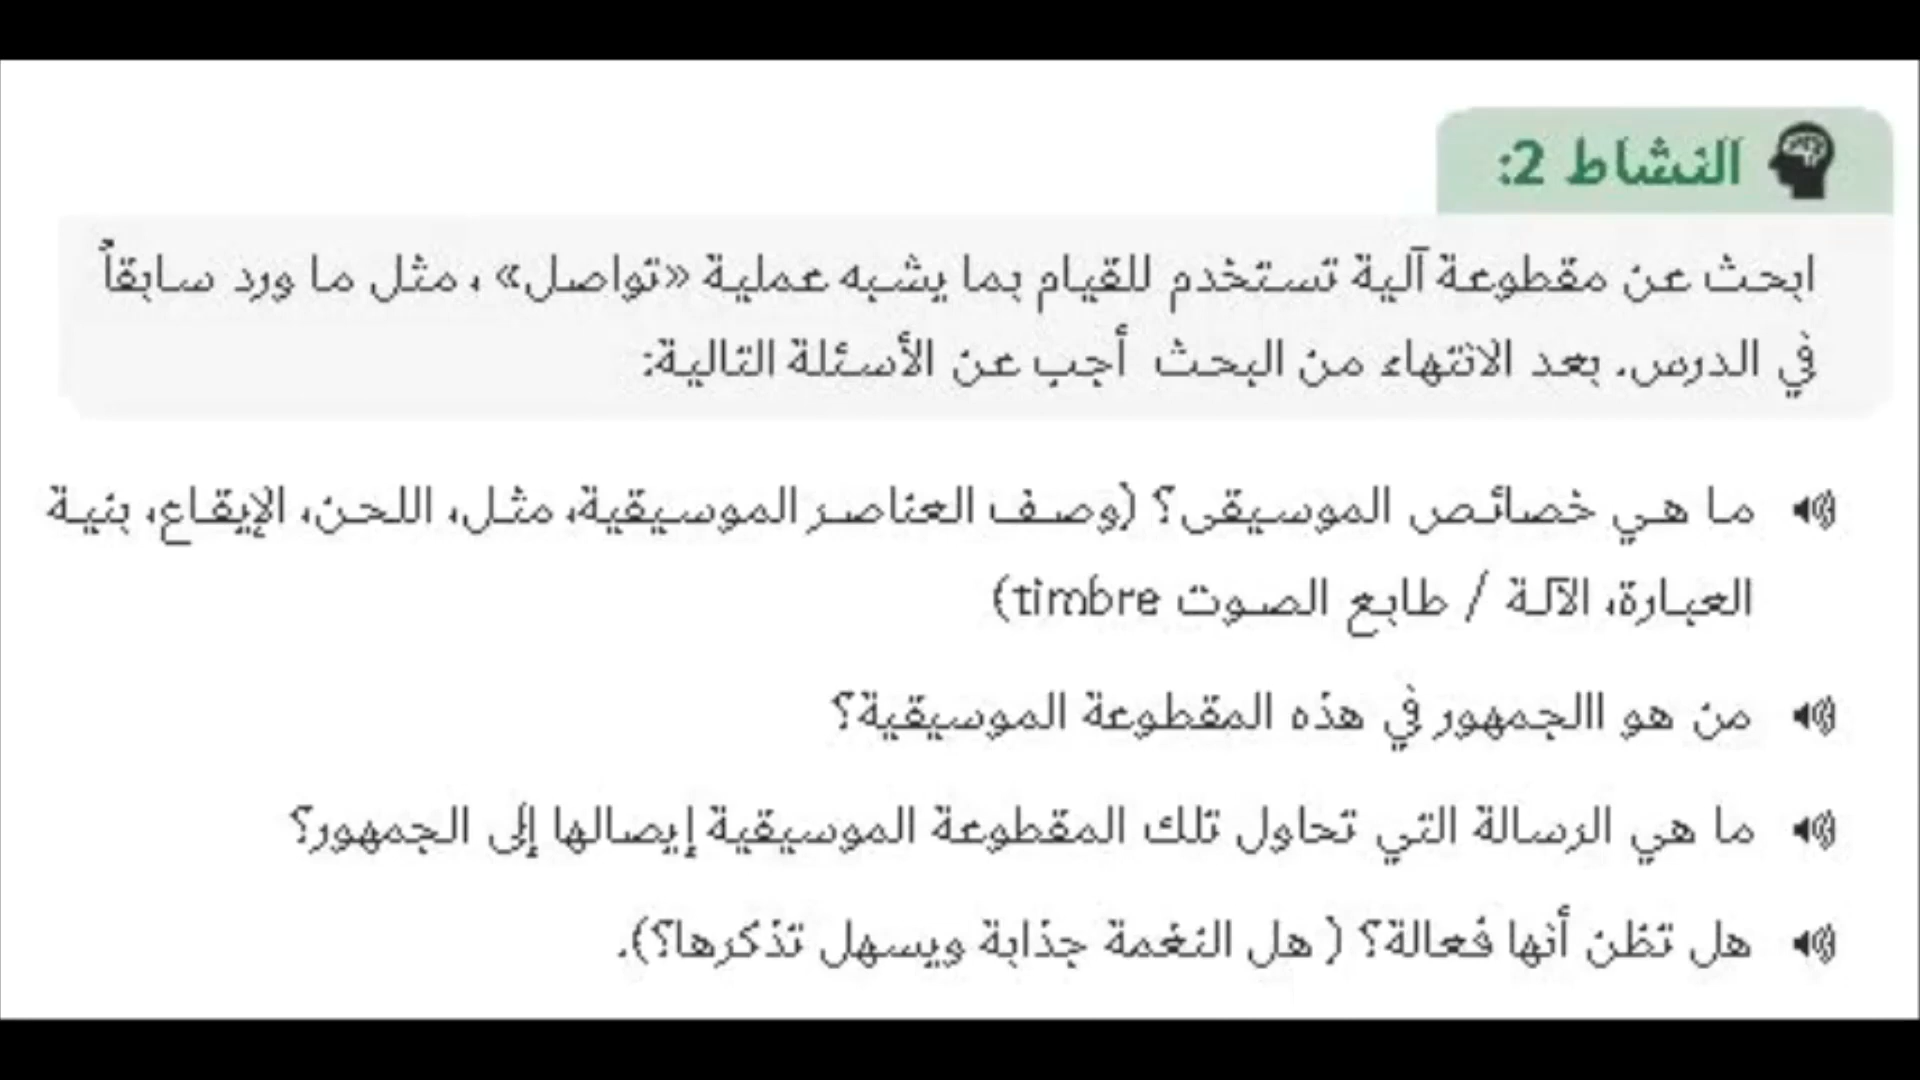 النشاط 2:
ابحث عن مقطوعة آلية تستخدم للقيام بما يشبه عملية «تواصل»، مثل ما ورد سابقاً
في الدرس. بعد الانتهاء من البحث أجب عن الأسئلة التالية:
ما هي خصائص الموسيقى؟ (وصف العناصر الموسيقية، مثل، اللحن، الإيقاع، بنية
العبارة، الآلة / طابع الصوت timbre)
من هو االجمهور في هذه المقطوعة الموسيقية؟
ما هي الرسالة التي تحاول تلك المقطوعة الموسيقية إيصالها إلى الجمهور؟
هل تظن أنها فعالة؟ ( هل النغمة جذابة ويسهل تذكرها؟).